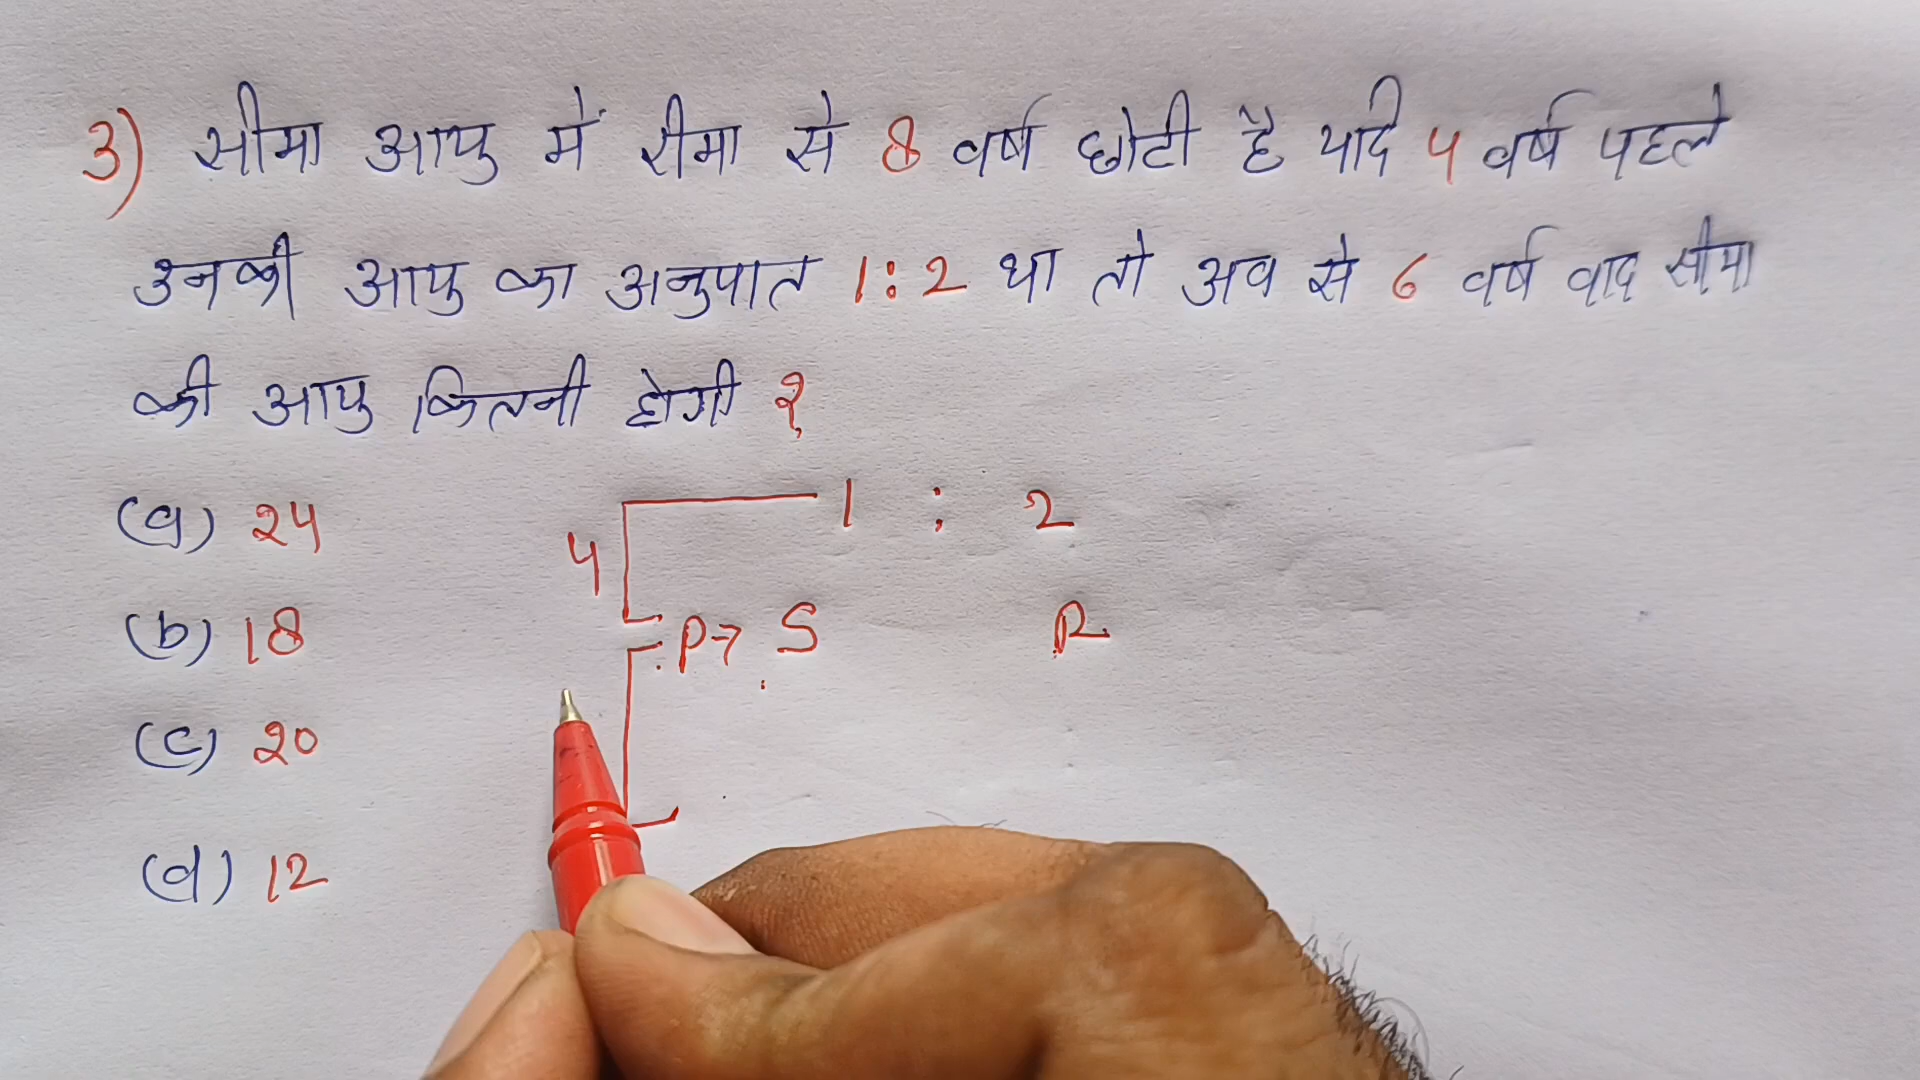 3) सीमा आयु में रीमा से 8 वर्ष छोटी है यदि 4 वर्ष पहले
उनकी आयु का अनुपात 1:2 था तो अब से 6 वर्ष बाद सीमा
की आयु कितनी होगी ?
(a) 24
(b) 18
(c) 20
(d) 12
1 : 2
4
P→ S R